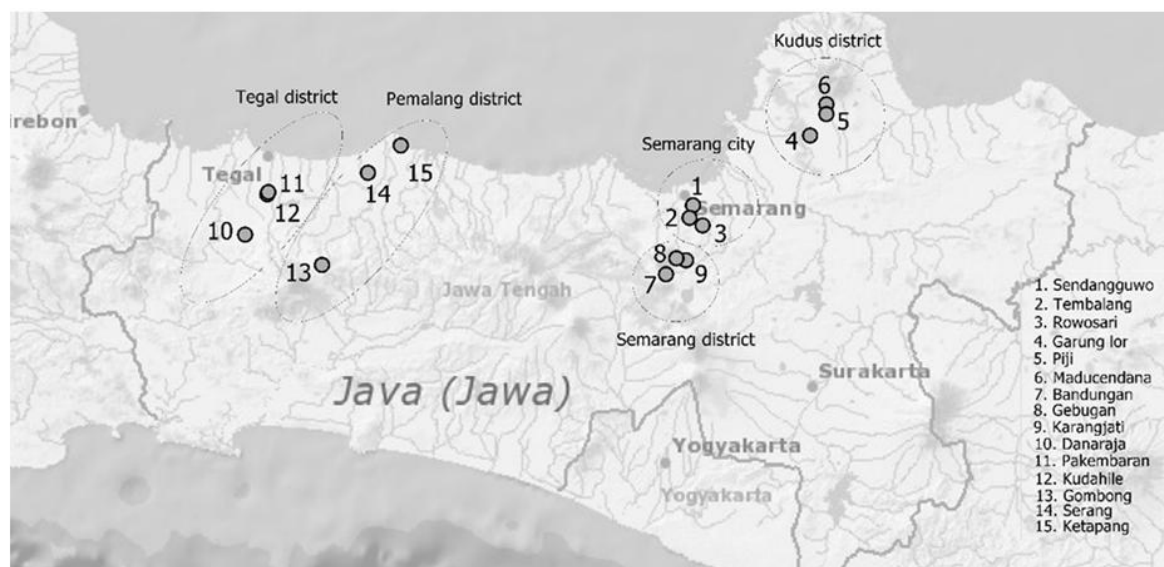 Kudus district
Tegal district
Pemalang district
6
irebon
5
4
Semarang city
15
Tegal
11
14
12
1
Semarang
2
3
10
8
13
9
7
Jawa Tengah
Semarang district
Java (Jawa)
Surakarta
Yogyakarta
Yogyakarta
1. Sendangguwo
2. Tembalang
3. Rowosari
4. Garung lor
5. Piji
6. Maducendana
7. Bandungan
8. Gebugan
9. Karangjati
10. Danaraja
11. Pakembaran
12. Kudahile
13. Gombong
14. Serang
15. Ketapang